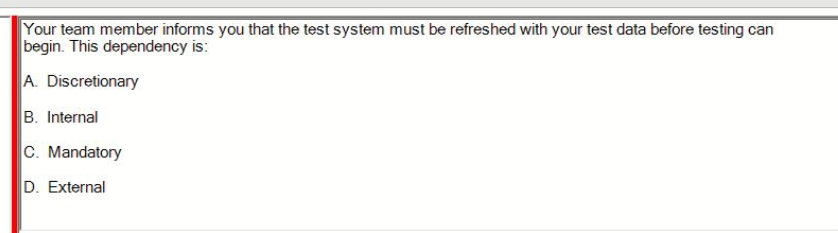 Your team member informs you that the test system must be refreshed with your test data before testing can
begin. This dependency is:
A. Discretionary
B. Internal
C. Mandatory
D. External